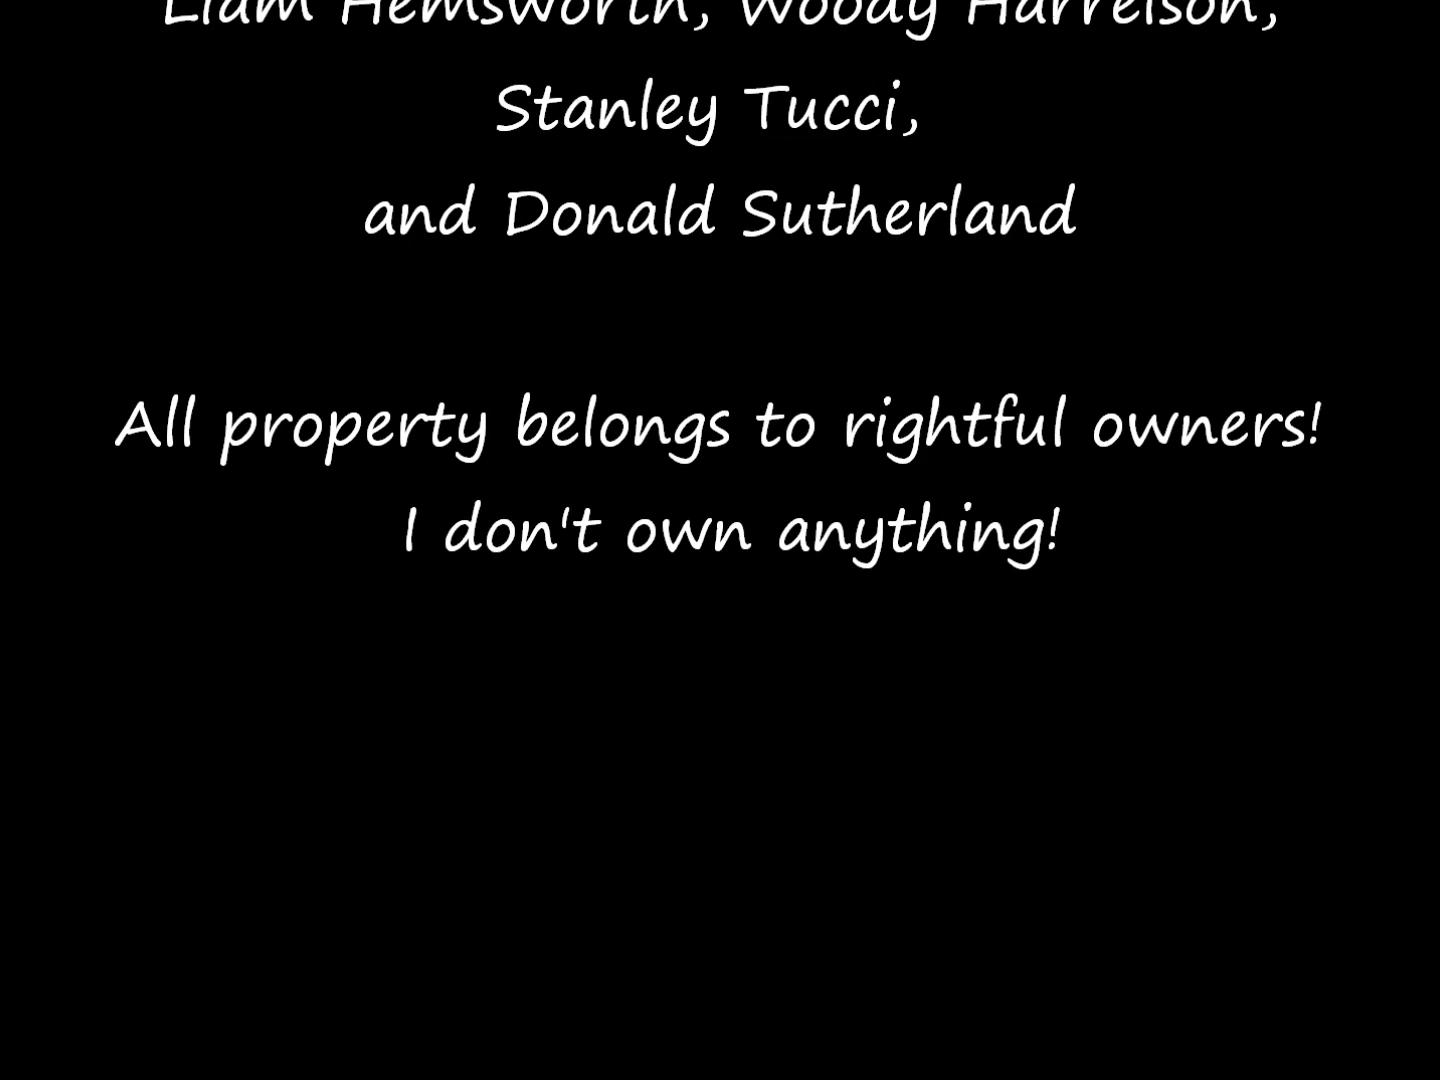 Liam Hemsworth, Woody Harrelson,
Stanley Tucci,
and Donald Sutherland
All property belongs to rightful owners!
I don't own anything!